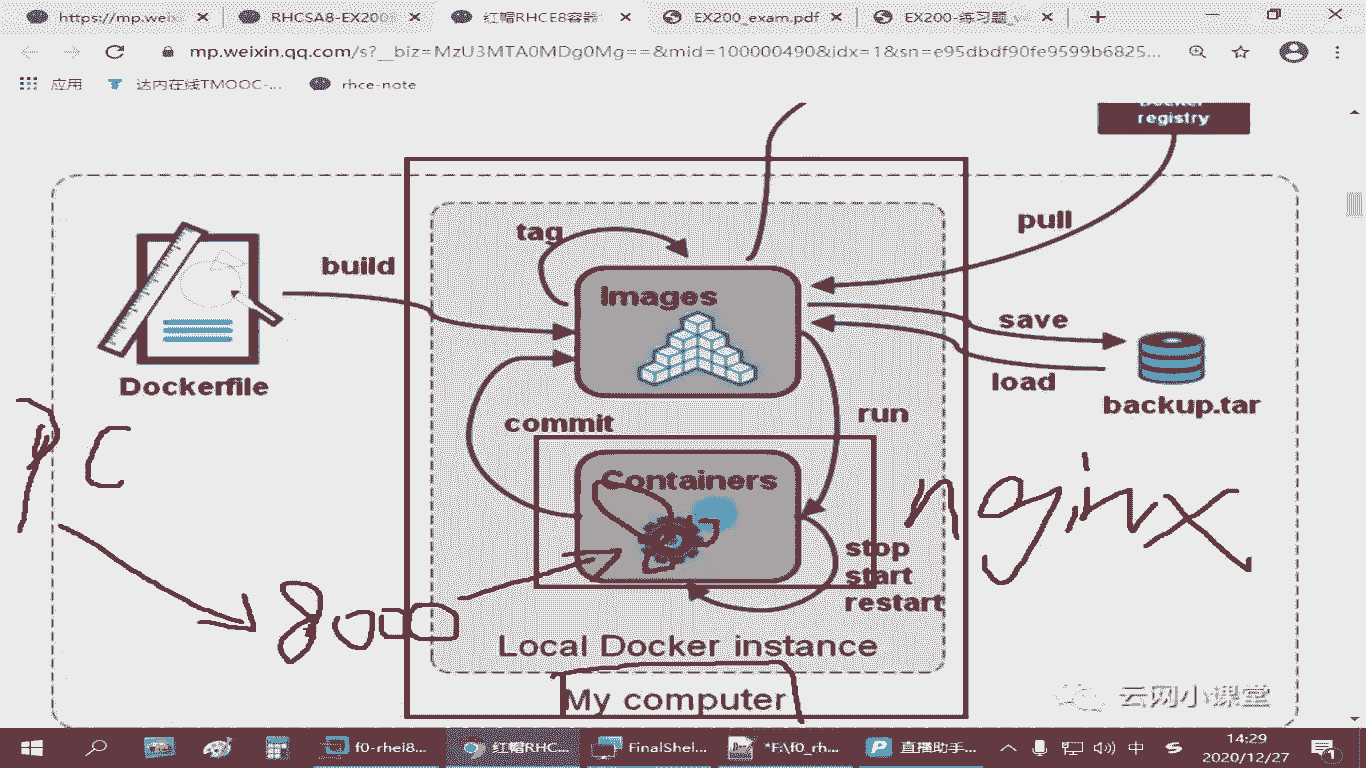 https://mp.weix
RHCSA8-EX200
红帽RHCE8容器
EX200_exam.pdf
EX200-练习题_v
mp.weixin.qq.com/s?__biz=MzU3MTA0MDg0Mg==&mid=100000490&idx=1&sn=e95dbdf90fe9599b6825...
应用
达内在线TMOOC-...
rhce-note
Docker
registry
pull
tag
build
Images
save
load
Dockerfile
backup.tar
commit
run
Containers
PC
nginx
stop
start
restart
8000
Local Docker instance
My computer
云网小课堂
f0-rhel8...
红帽RHC...
FinalShel...
*F:\f0_rh...
直播助手...
中
14:29
2020/12/27
1